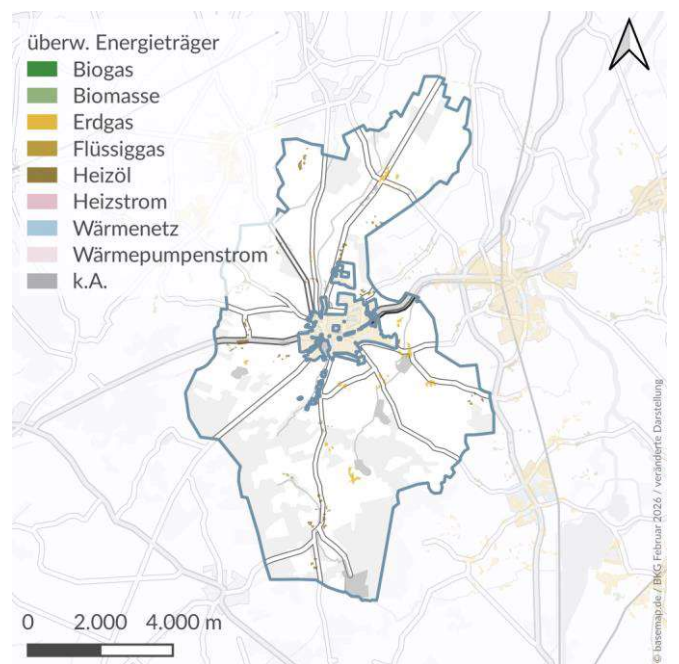 überw. Energieträger
Biogas
Biomasse
Erdgas
Flüssiggas
Heizöl
Heizstrom
Wärmenetz
Wärmepumpenstrom
k.A.
0 2.000 4.000 m
© basemap.de / BKG Februar 2026 / veränderte Darstellung